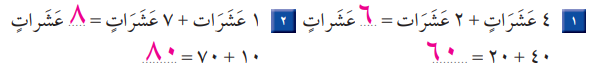 ١ ٤ عَشَرَاتٍ + ٢ عَشَرَات = ٦ عَشَرَاتٍ
٤٠ + ٢٠ = ٦٠
٢ ١ عَشَرَات + ٧ عَشَرَاتٍ = ٨ عَشَراتٍ
١٠ + ٧٠ = ٨٠